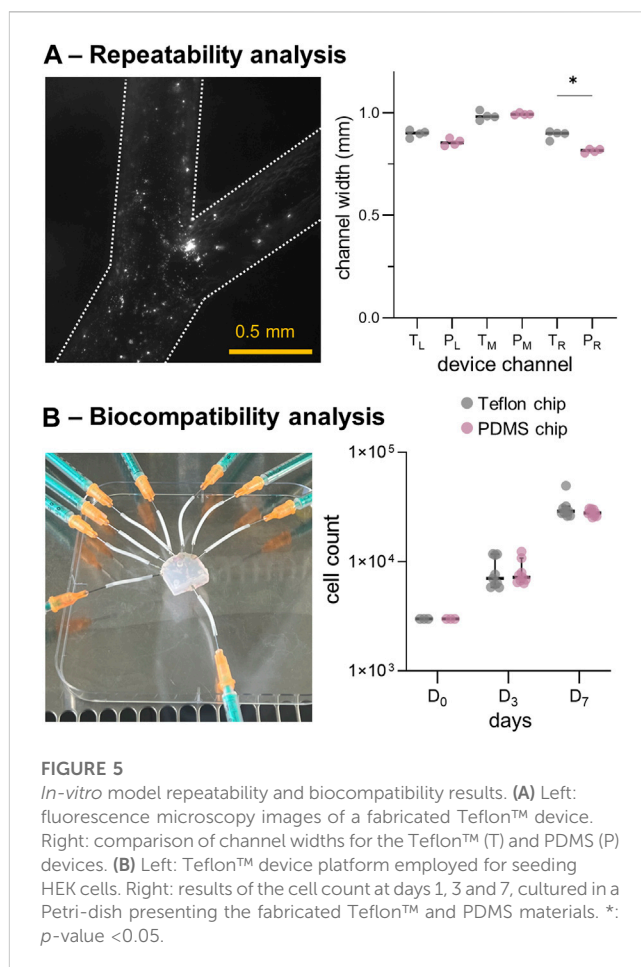 A – Repeatability analysis
0.5 mm
channel width (mm)
1.0
0.5
0.0
*
T_L P_L T_M P_M T_R P_R
device channel
B – Biocompatibility analysis
Teflon chip
PDMS chip
cell count
1×10^5
1×10^4
1×10^3
D_0 D_3 D_7
days
FIGURE 5
In-vitro model repeatability and biocompatibility results. (A) Left:
fluorescence microscopy images of a fabricated Teflon™ device.
Right: comparison of channel widths for the Teflon™ (T) and PDMS (P)
devices. (B) Left: Teflon™ device platform employed for seeding
HEK cells. Right: results of the cell count at days 1, 3 and 7, cultured in a
Petri-dish presenting the fabricated Teflon™ and PDMS materials. *:
p-value <0.05.